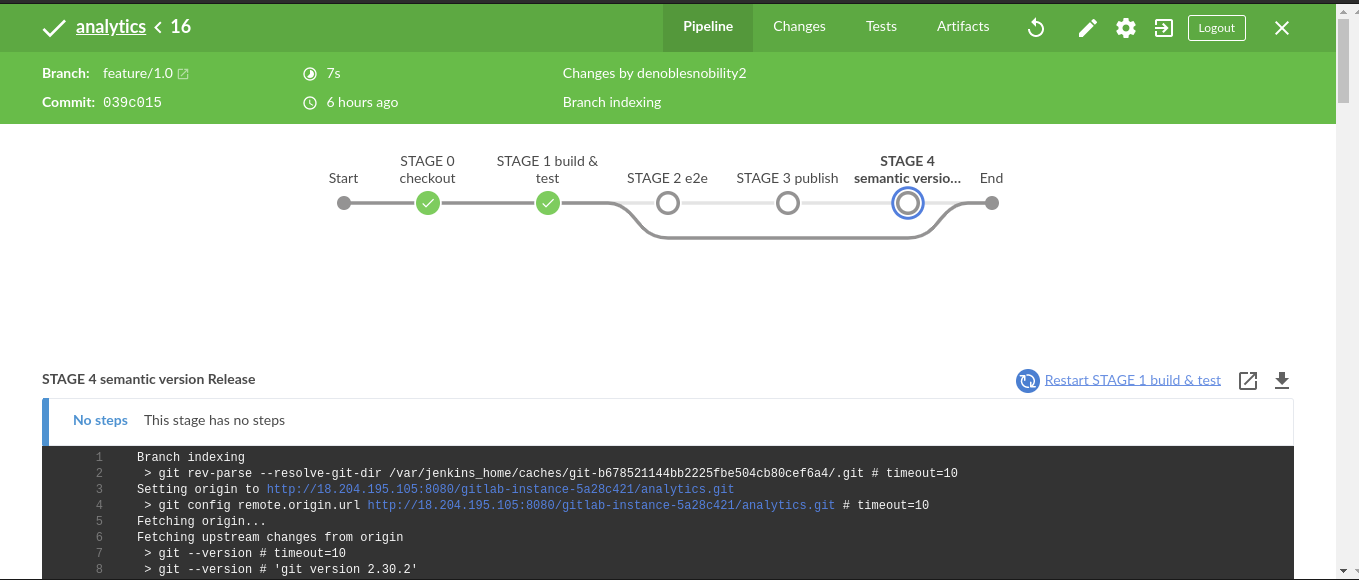 analytics < 16
Pipeline Changes Tests Artifacts Logout
Branch: feature/1.0 7s Changes by denoblesnobility2
Commit: 039c015 6 hours ago Branch indexing
Start
STAGE 0
checkout
STAGE 1 build &
test
STAGE 2 e2e
STAGE 3 publish
STAGE 4
semantic versio...
End
STAGE 4 semantic version Release Restart STAGE 1 build & test
No steps This stage has no steps
1 Branch indexing
2 > git rev-parse --resolve-git-dir /var/jenkins_home/caches/git-b678521144bb2225fbe504cb80cef6a4/.git # timeout=10
3 Setting origin to http://18.204.195.105:8080/gitlab-instance-5a28c421/analytics.git
4 > git config remote.origin.url http://18.204.195.105:8080/gitlab-instance-5a28c421/analytics.git # timeout=10
5 Fetching origin...
6 Fetching upstream changes from origin
7 > git --version # timeout=10
8 > git --version # 'git version 2.30.2'